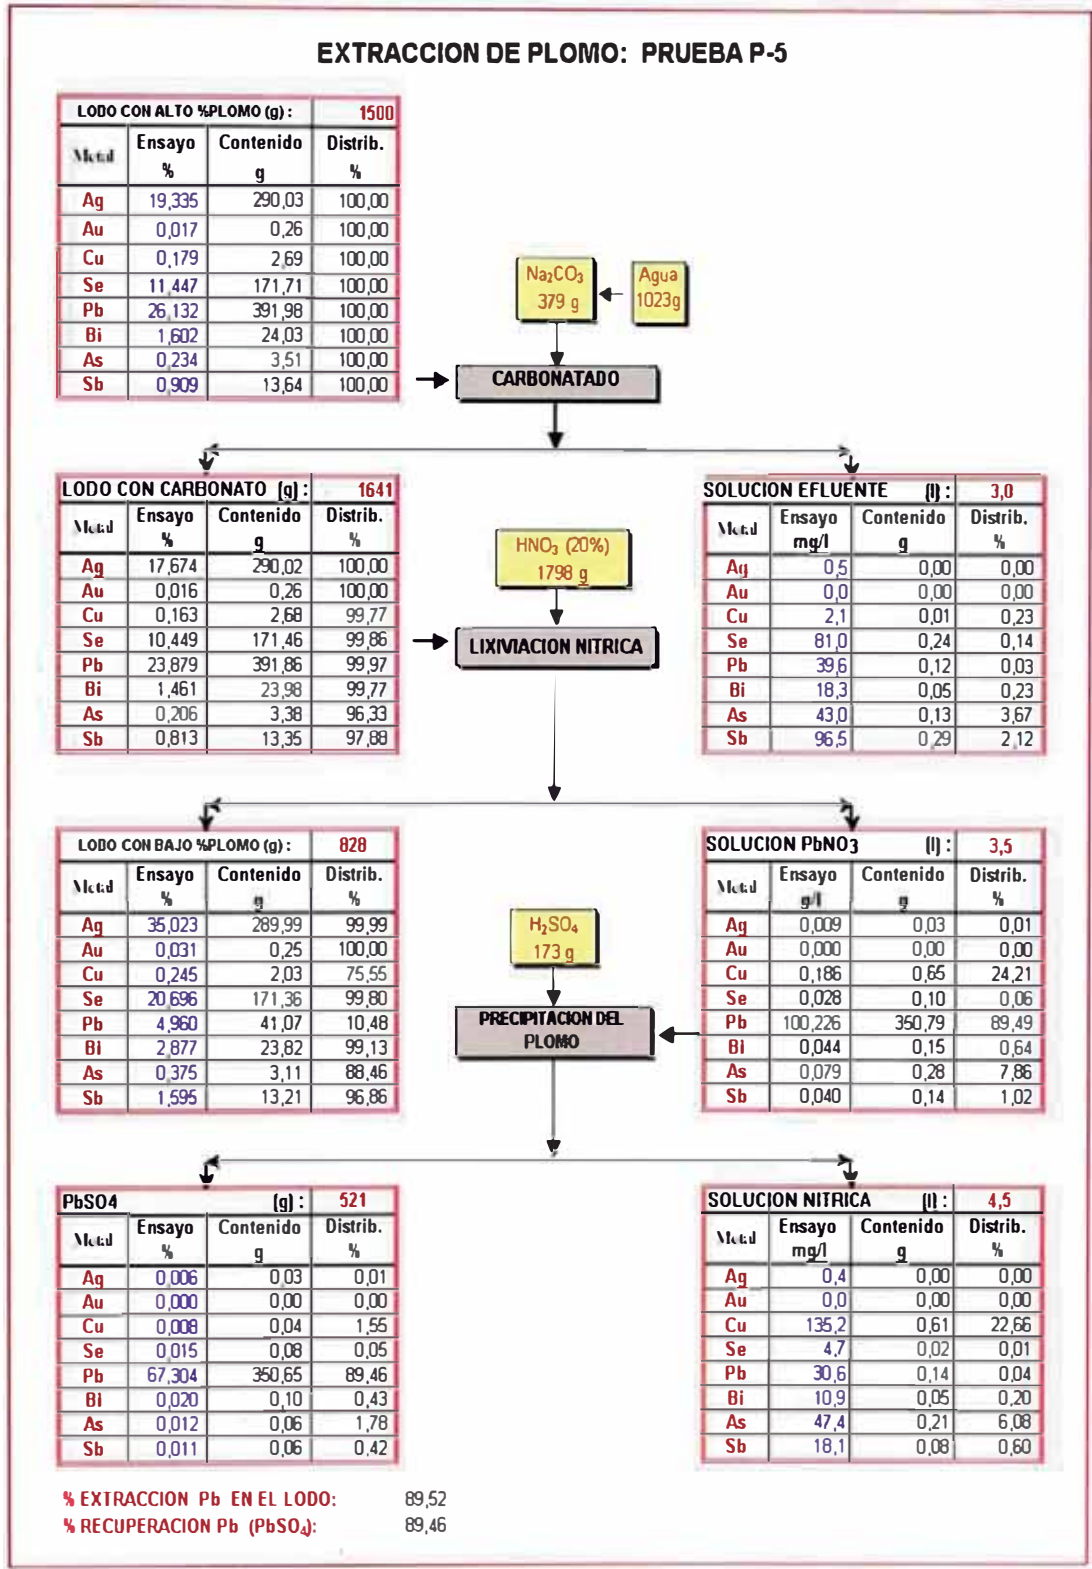 EXTRACCION DE PLOMO: PRUEBA P-5
LODO CON ALTO %PLOMO (g) : 1500
Metal Ensayo % Contenido g Distrib. %
Ag 19,335 290,03 100,00
Au 0,017 0,26 100,00
Cu 0,179 2,69 100,00
Se 11,447 171,71 100,00
Pb 26,132 391,98 100,00
Bi 1,602 24,03 100,00
As 0,234 3,51 100,00
Sb 0,909 13,64 100,00
Na₂CO₃
379 g
Agua
1023g
CARBONATADO
LODO CON CARBONATO (g) : 1641
Metal Ensayo % Contenido g Distrib. %
Ag 17,674 290,02 100,00
Au 0,016 0,26 100,00
Cu 0,163 2,68 99,77
Se 10,449 171,46 99,86
Pb 23,879 391,86 99,97
Bi 1,461 23,98 99,77
As 0,206 3,38 96,33
Sb 0,813 13,35 97,88
HNO₃ (20%)
1798 g
LIXIVIACION NITRICA
SOLUCION EFLUENTE (l) : 3,0
Metal Ensayo mg/l Contenido g Distrib. %
Ag 0,5 0,00 0,00
Au 0,0 0,00 0,00
Cu 2,1 0,01 0,23
Se 81,0 0,24 0,14
Pb 39,6 0,12 0,03
Bi 18,3 0,05 0,23
As 43,0 0,13 3,67
Sb 96,5 0,29 2,12
LODO CON BAJO %PLOMO (g) : 828
Metal Ensayo % Contenido g Distrib. %
Ag 35,023 289,99 99,99
Au 0,031 0,25 100,00
Cu 0,245 2,03 75,55
Se 20,696 171,36 99,80
Pb 4,960 41,07 10,48
Bi 2,877 23,82 99,13
As 0,375 3,11 88,46
Sb 1,595 13,21 96,86
H₂SO₄
173 g
PRECIPITACION DEL
PLOMO
SOLUCION PbNO3 (l) : 3,5
Metal Ensayo g/l Contenido g Distrib. %
Ag 0,009 0,03 0,01
Au 0,000 0,00 0,00
Cu 0,186 0,65 24,21
Se 0,028 0,10 0,06
Pb 100,226 350,79 89,49
Bi 0,044 0,15 0,64
As 0,079 0,28 7,86
Sb 0,040 0,14 1,02
PbSO4 (g) : 521
Metal Ensayo % Contenido g Distrib. %
Ag 0,006 0,03 0,01
Au 0,000 0,00 0,00
Cu 0,008 0,04 1,55
Se 0,015 0,08 0,05
Pb 67,304 350,65 89,46
Bi 0,020 0,10 0,43
As 0,012 0,06 1,78
Sb 0,011 0,06 0,42
SOLUCION NITRICA (l) : 4,5
Metal Ensayo mg/l Contenido g Distrib. %
Ag 0,4 0,00 0,00
Au 0,0 0,00 0,00
Cu 135,2 0,61 22,66
Se 4,7 0,02 0,01
Pb 30,6 0,14 0,04
Bi 10,9 0,05 0,20
As 47,4 0,21 6,08
Sb 18,1 0,08 0,60
% EXTRACCION Pb EN EL LODO: 89,52
% RECUPERACION Pb (PbSO₄): 89,46